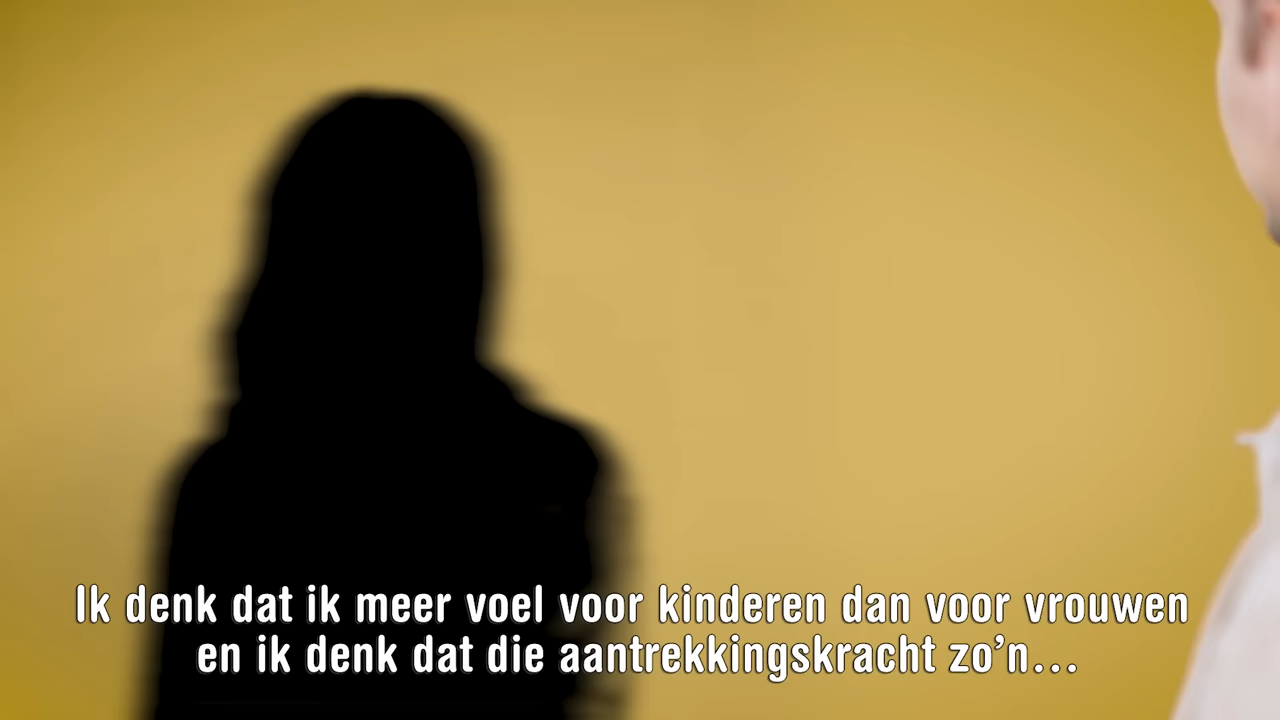 Ik denk dat ik meer voel voor kinderen dan voor vrouwen
en ik denk dat die aantrekkingskracht zo’n...